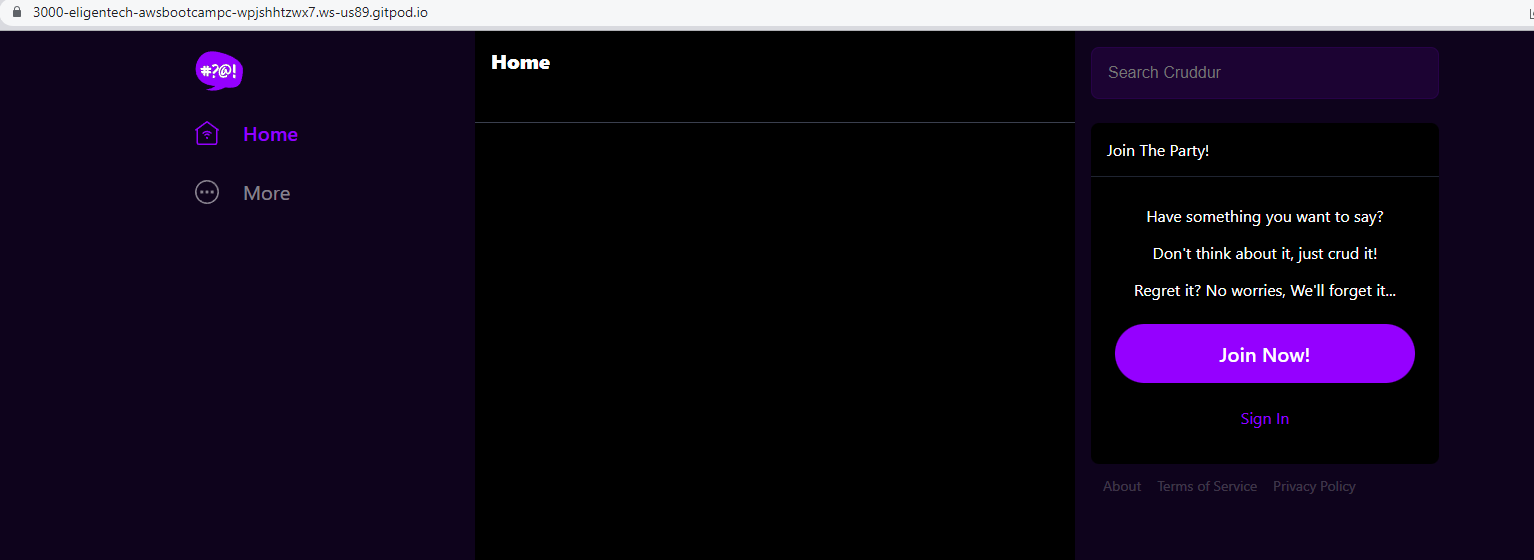 3000-eligentech-awsbootcampc-wpjshhtzwx7.ws-us89.gitpod.io
#?@!
Home
More
Home
Search Cruddur
Join The Party!
Have something you want to say?
Don't think about it, just crud it!
Regret it? No worries, We'll forget it...
Join Now!
Sign In
About Terms of Service Privacy Policy